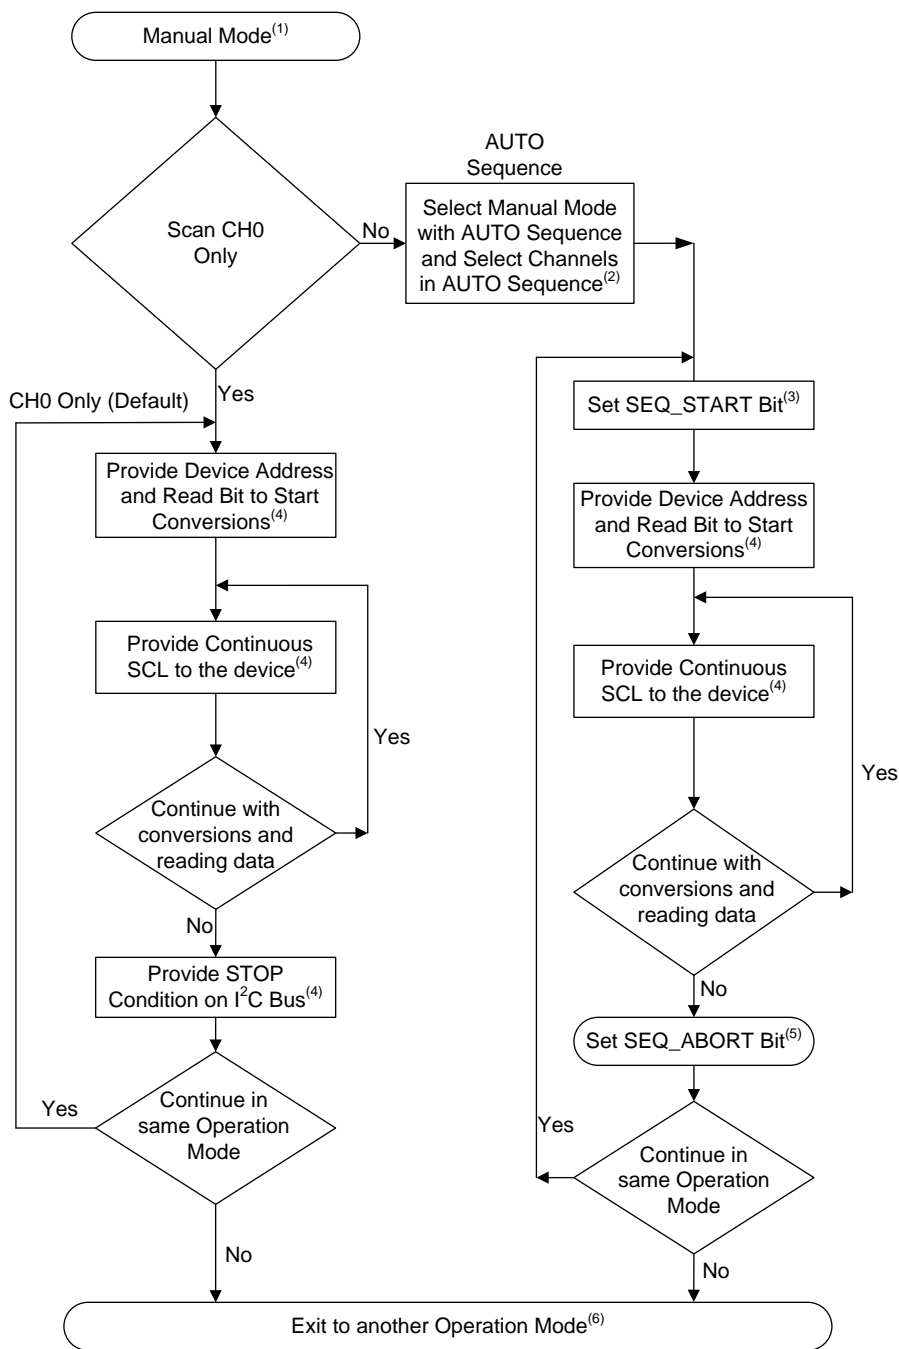 Manual Mode(1)
Scan CH0
Only
No
AUTO
Sequence
Select Manual Mode
with AUTO Sequence
and Select Channels
in AUTO Sequence(2)
Yes
CH0 Only (Default)
Provide Device Address
and Read Bit to Start
Conversions(4)
Provide Continuous
SCL to the device(4)
Yes
Continue with
conversions and
reading data
No
Provide STOP
Condition on I2C Bus(4)
Yes
Continue in
same Operation
Mode
No
Set SEQ_START Bit(3)
Provide Device Address
and Read Bit to Start
Conversions(4)
Provide Continuous
SCL to the device(4)
Yes
Continue with
conversions and
reading data
No
Set SEQ_ABORT Bit(5)
Yes
Continue in
same Operation
Mode
No
Exit to another Operation Mode(6)